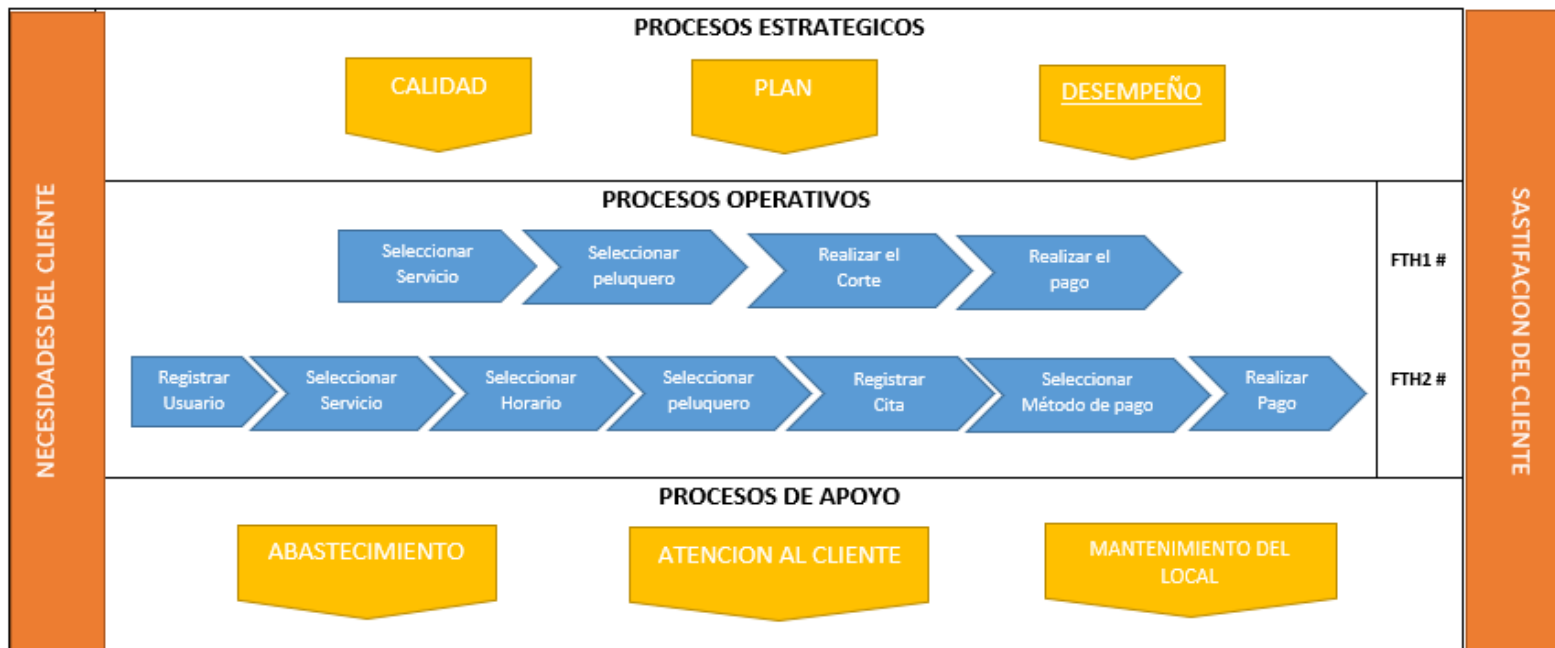 NECESIDADES DEL CLIENTE
PROCESOS ESTRATEGICOS
CALIDAD
PLAN
DESEMPEÑO
PROCESOS OPERATIVOS
Seleccionar
Servicio
Seleccionar
peluquero
Realizar el
Corte
Realizar el
pago
FTH1 #
Registrar
Usuario
Seleccionar
Servicio
Seleccionar
Horario
Seleccionar
peluquero
Registrar
Cita
Seleccionar
Método de pago
Realizar
Pago
FTH2 #
PROCESOS DE APOYO
ABASTECIMIENTO
ATENCION AL CLIENTE
MANTENIMIENTO DEL
LOCAL
SASTIFACION DEL CLIENTE